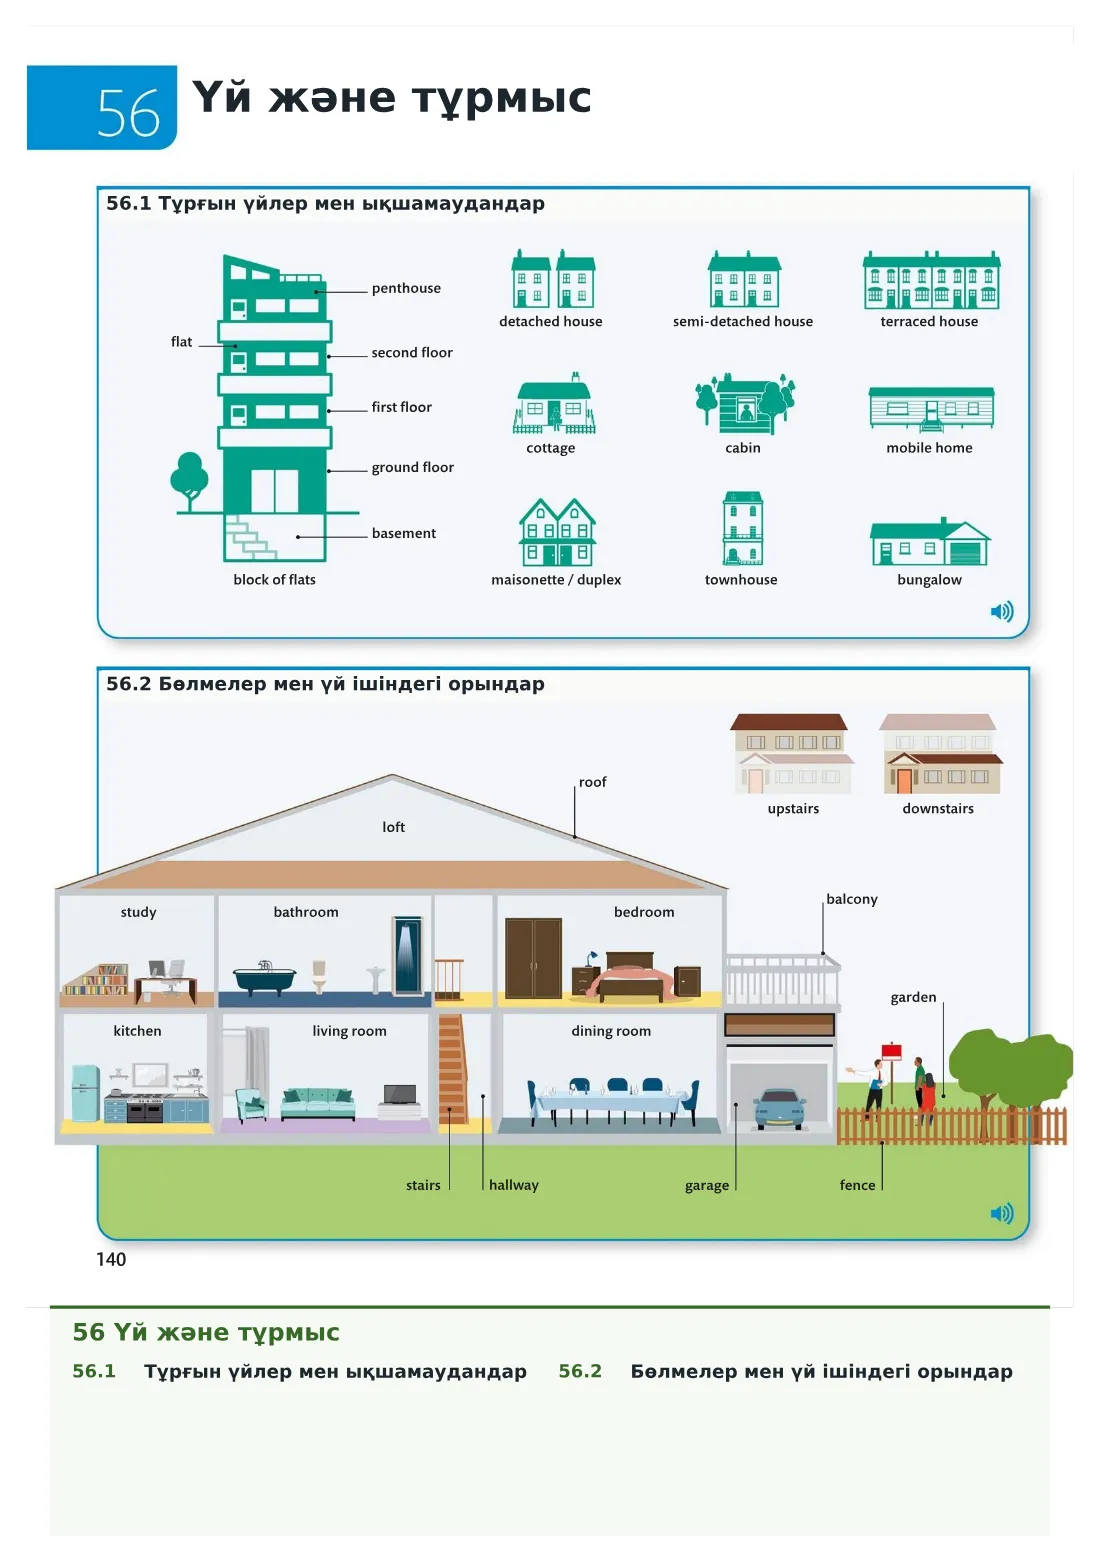 56
Үй және тұрмыс
56.1 Тұрғын үйлер мен ықшамаудандар
penthouse
flat
second floor
first floor
ground floor
basement
block of flats
detached house
semi-detached house
terraced house
cottage
cabin
mobile home
maisonette / duplex
townhouse
bungalow
56.2 Бөлмелер мен үй ішіндегі орындар
upstairs
downstairs
roof
loft
study
bathroom
bedroom
balcony
garden
kitchen
living room
dining room
stairs
hallway
garage
fence
140
56 Үй және тұрмыс
56.1 Тұрғын үйлер мен ықшамаудандар
56.2 Бөлмелер мен үй ішіндегі орындар